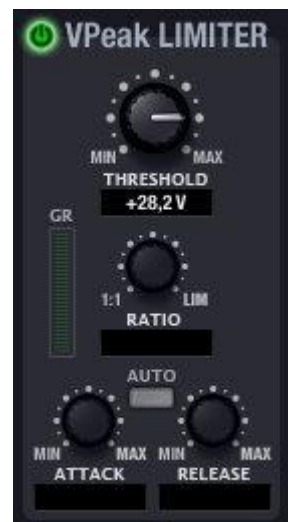 VPeak LIMITER
MIN MAX
THRESHOLD
+28,2 V
GR
1:1 LIM
RATIO
AUTO
MIN MAX MIN MAX
ATTACK RELEASE